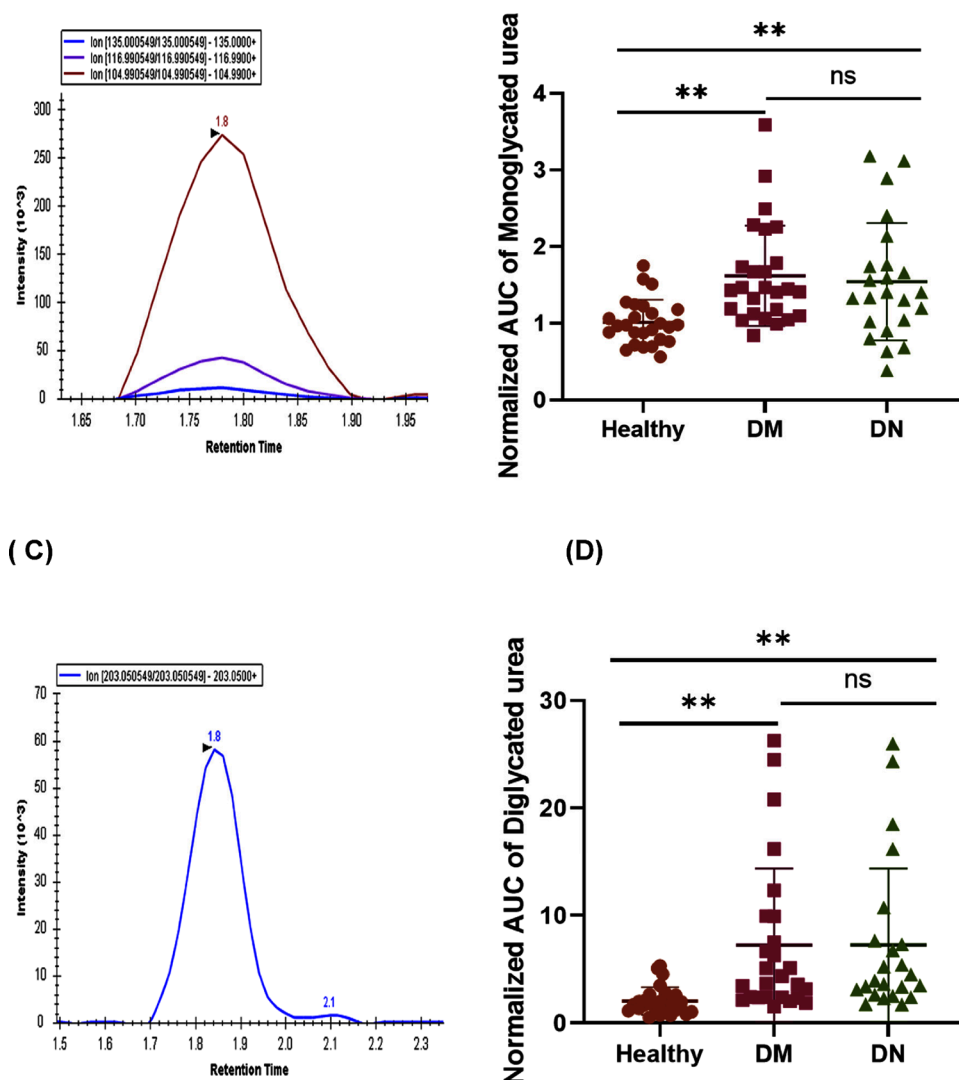 Ion [135.000549/135.000549] - 135.0000+
Ion [116.990549/116.990549] - 116.9900+
Ion [104.990549/104.990549] - 104.9900+
300
250
200
150
100
50
0
Intensity (10^3)
1.8
1.65 1.70 1.75 1.80 1.85 1.90 1.95
Retention Time
**
ns
**
4
3
2
1
0
Normalized AUC of Monoglycated urea
Healthy DM DN
( C)
(D)
Ion [203.050549/203.050549] - 203.0500+
70
60
50
40
30
20
10
0
Intensity (10^3)
1.8
2.1
1.5 1.6 1.7 1.8 1.9 2.0 2.1 2.2 2.3
Retention Time
**
ns
**
30
20
10
0
Normalized AUC of Diglycated urea
Healthy DM DN